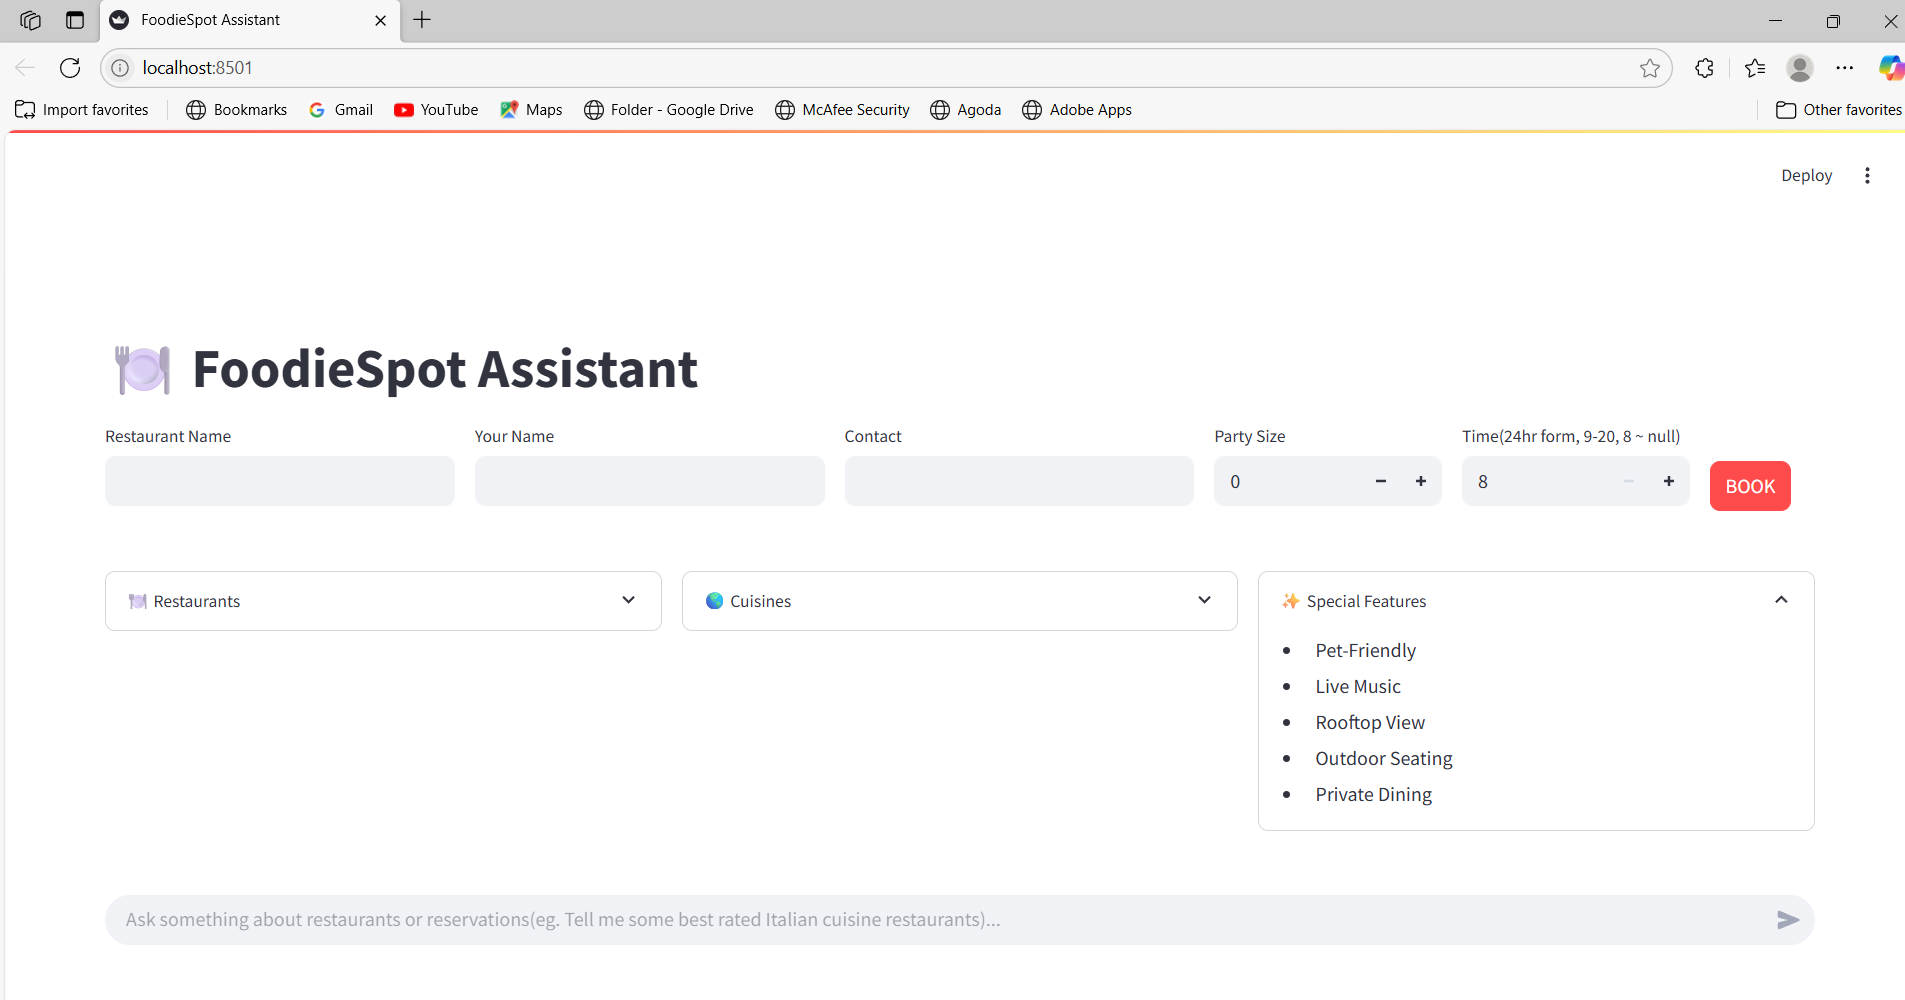 FoodieSpot Assistant
localhost:8501
Import favorites Bookmarks Gmail YouTube Maps Folder - Google Drive McAfee Security Agoda Adobe Apps Other favorites
Deploy
FoodieSpot Assistant
Restaurant Name Your Name Contact Party Size Time(24hr form, 9-20, 8 ~ null)
0 8 BOOK
Restaurants Cuisines Special Features
Pet-Friendly
Live Music
Rooftop View
Outdoor Seating
Private Dining
Ask something about restaurants or reservations(eg. Tell me some best rated Italian cuisine restaurants)...